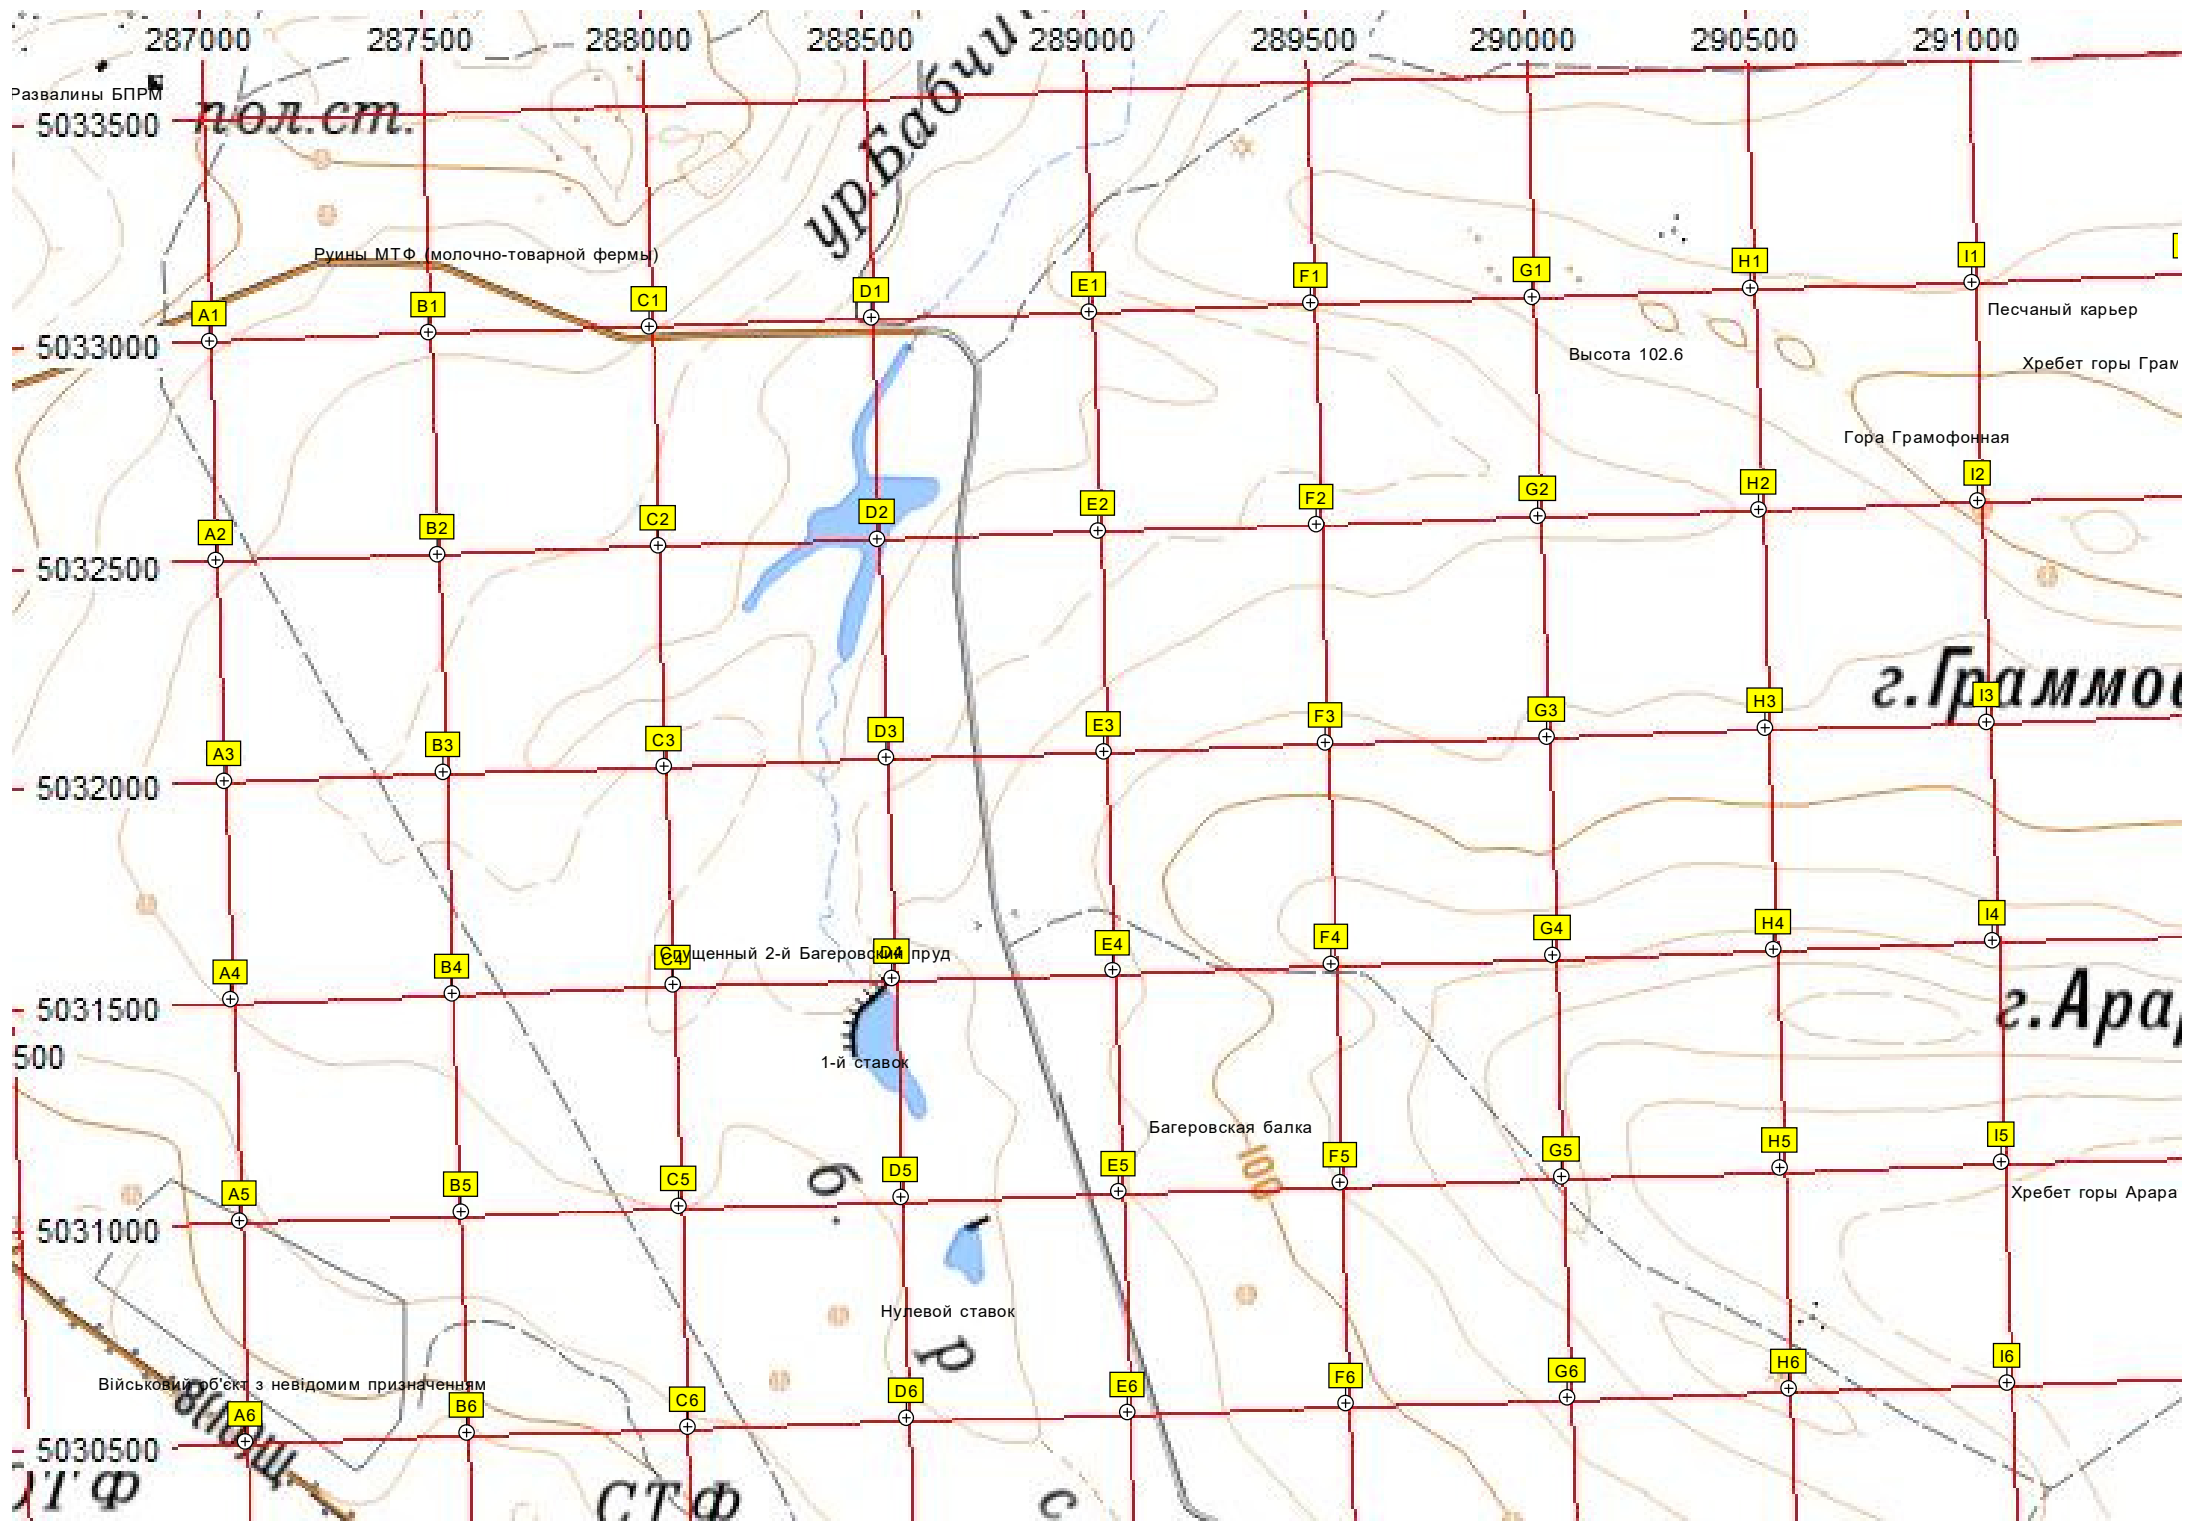 287000 287500 288000 288500 289000 289500 290000 290500 291000
Развалины БПРМ
пол.ст.
ур.Бабчи
5033500
Руины МТФ (молочно-товарной фермы)
A1 B1 C1 D1 E1 F1 G1 H1 I1
Песчаный карьер
5033000
Высота 102.6
Хребет горы Грам
Гора Грамофонная
A2 B2 C2 D2 E2 F2 G2 H2 I2
5032500
г.Граммо
A3 B3 C3 D3 E3 F3 G3 H3 I3
5032000
A4 B4 C4 D4 E4 F4 G4 H4 I4
Спущенный 2-й Багеровский пруд
5031500
г.Ара
500
1-й ставок
Багеровская балка
100
б.
A5 B5 C5 D5 E5 F5 G5 H5 I5
Хребет горы Арара
5031000
Нулевой ставок
р
Військовий об'єкт з невідомим призначенням
A6 B6 C6 D6 E6 F6 G6 H6 I6
5030500
ТФ
СТФ
с